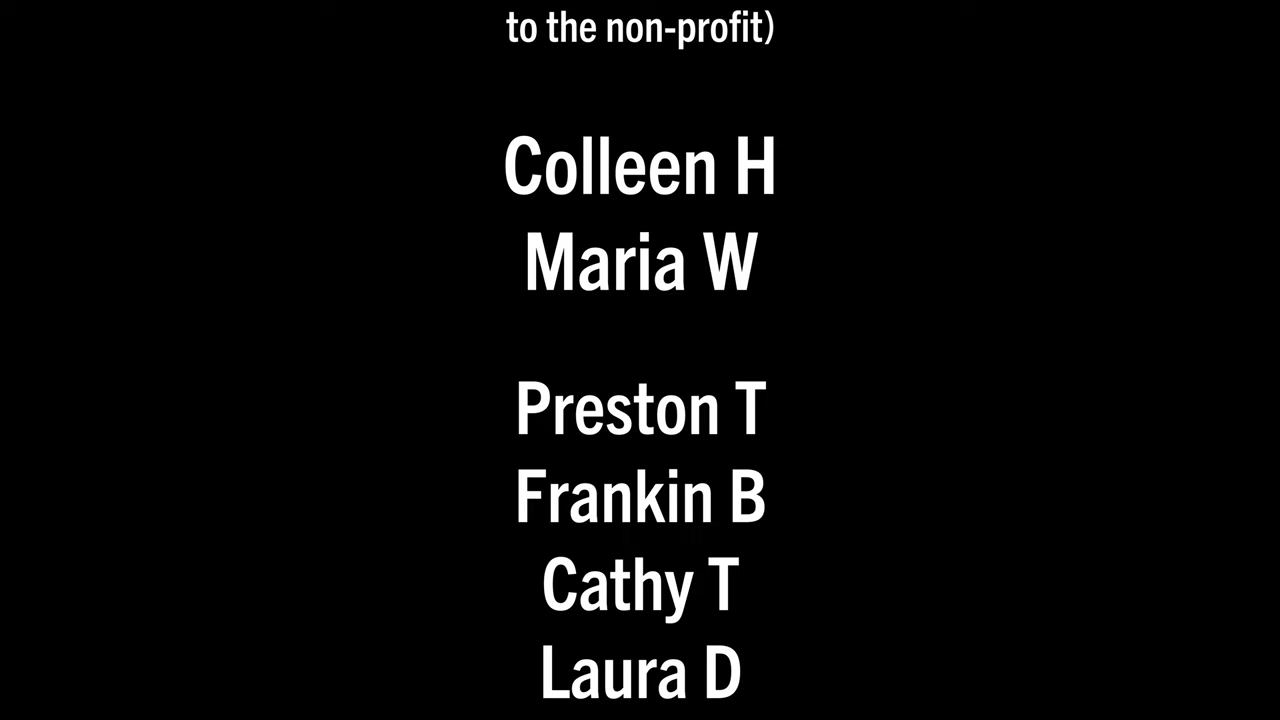 to the non-profit)
Colleen H
Maria W
Preston T
Frankin B
Cathy T
Laura D